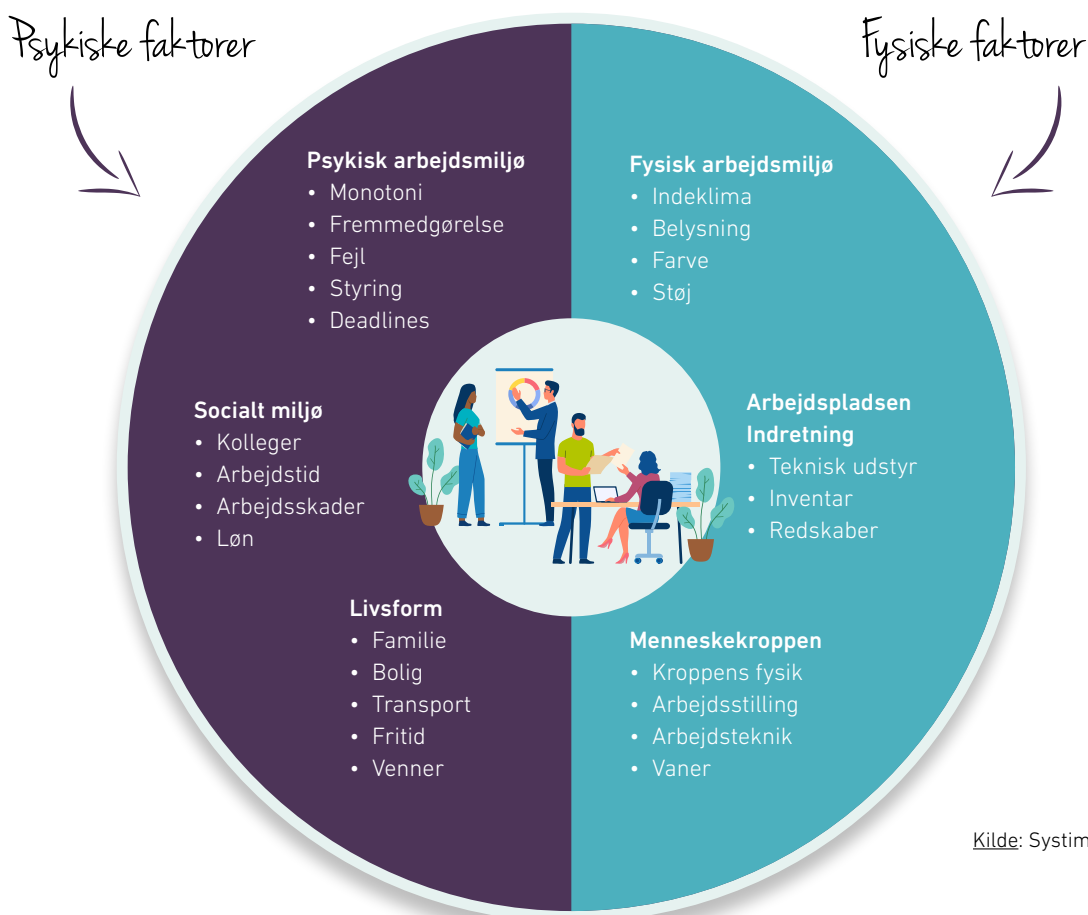 Psykiske faktorer
Fysiske faktorer
Psykisk arbejdsmiljø
• Monotoni
• Fremmedgørelse
• Fejl
• Styring
• Deadlines
Socialt miljø
• Kolleger
• Arbejdstid
• Arbejdsskader
• Løn
Livsform
• Familie
• Bolig
• Transport
• Fritid
• Venner
Fysisk arbejdsmiljø
• Indeklima
• Belysning
• Farve
• Støj
Arbejdspladsen
Indretning
• Teknisk udstyr
• Inventar
• Redskaber
Menneskekroppen
• Kroppens fysik
• Arbejdsstilling
• Arbejdsteknik
• Vaner
Kilde: Systim